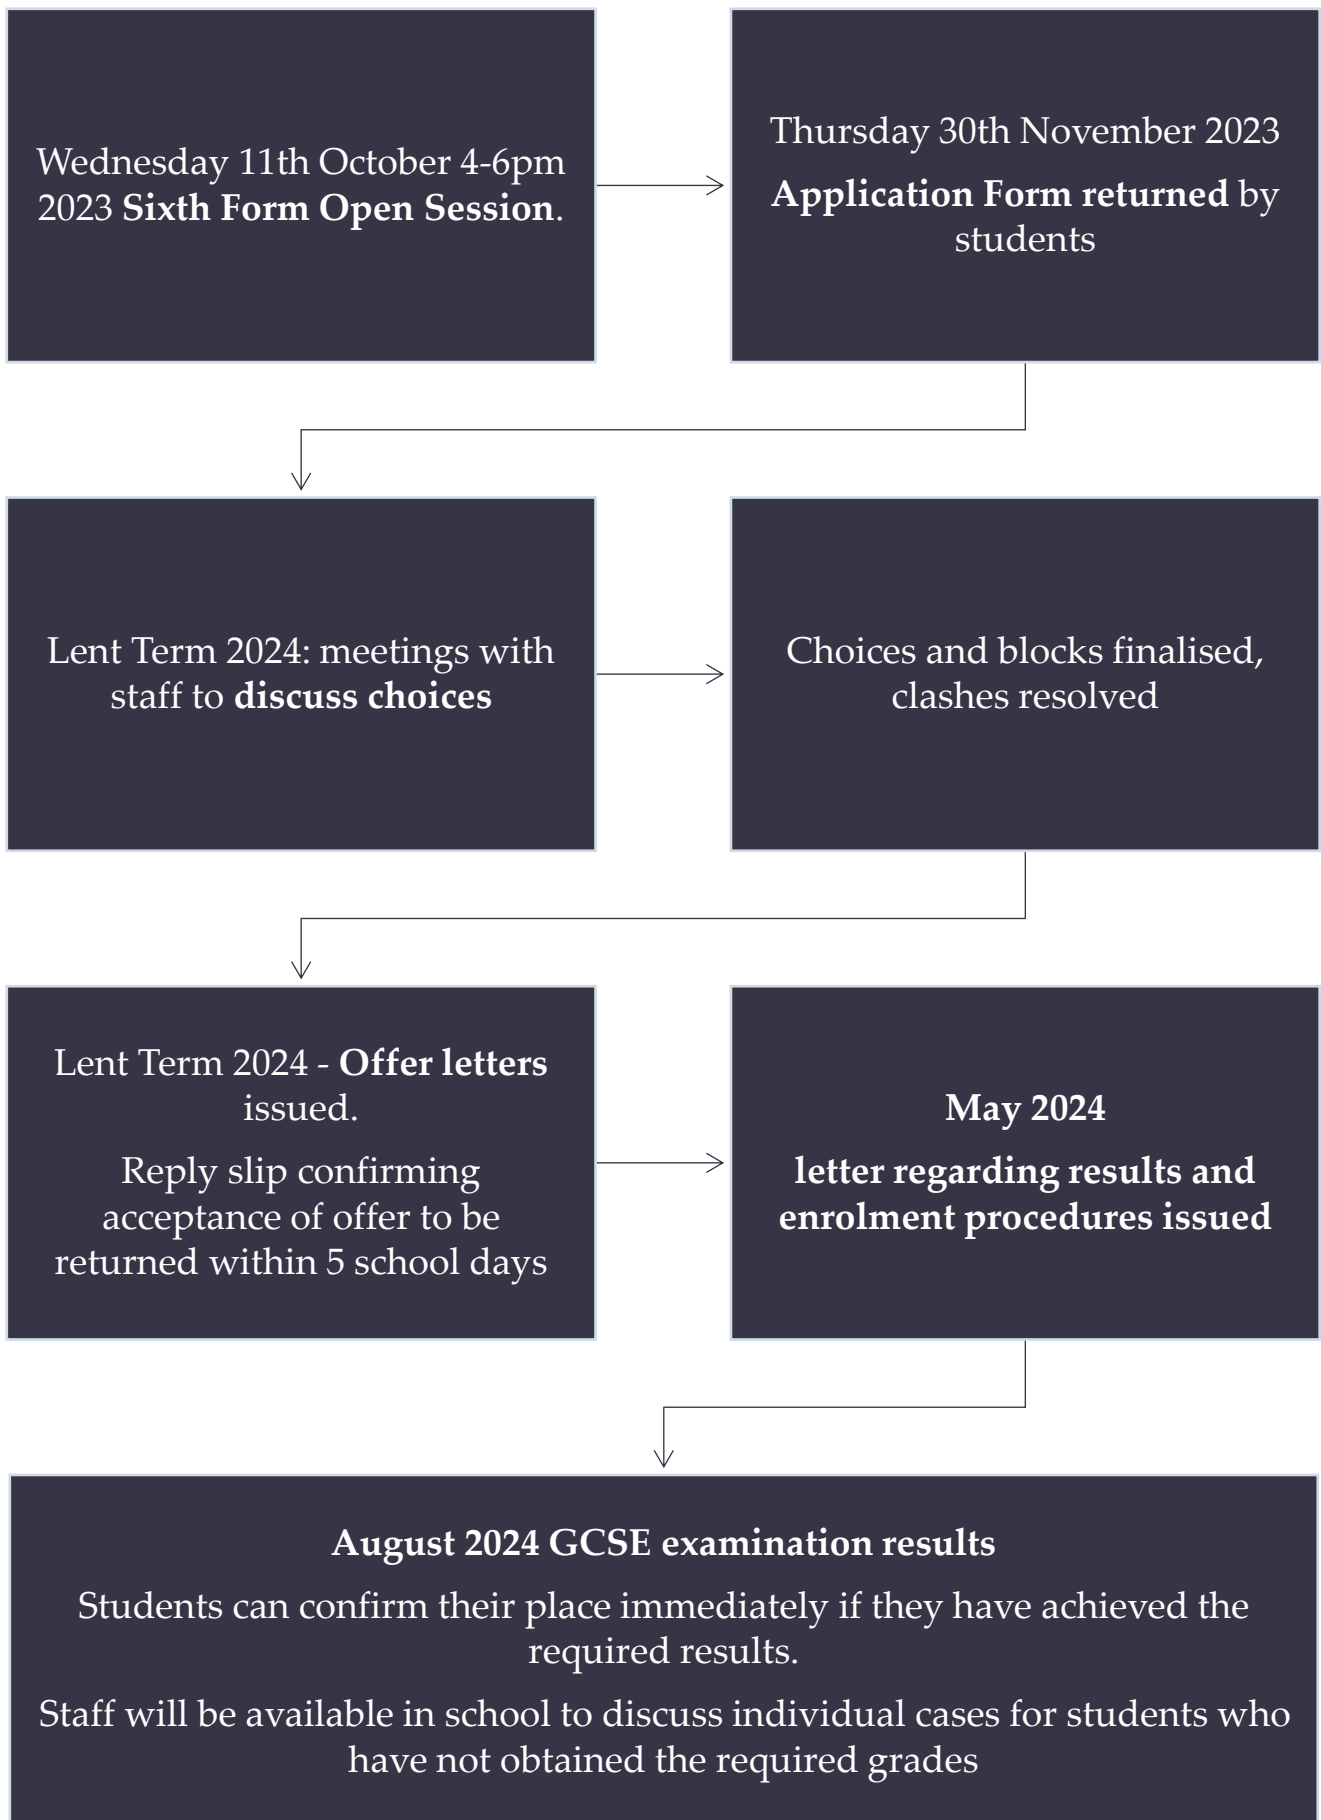 Wednesday 11th October 4-6pm
2023 Sixth Form Open Session.
Thursday 30th November 2023
Application Form returned by
students
Lent Term 2024: meetings with
staff to discuss choices
Choices and blocks finalised,
clashes resolved
Lent Term 2024 - Offer letters
issued.
Reply slip confirming
acceptance of offer to be
returned within 5 school days
May 2024
letter regarding results and
enrolment procedures issued
August 2024 GCSE examination results
Students can confirm their place immediately if they have achieved the
required results.
Staff will be available in school to discuss individual cases for students who
have not obtained the required grades